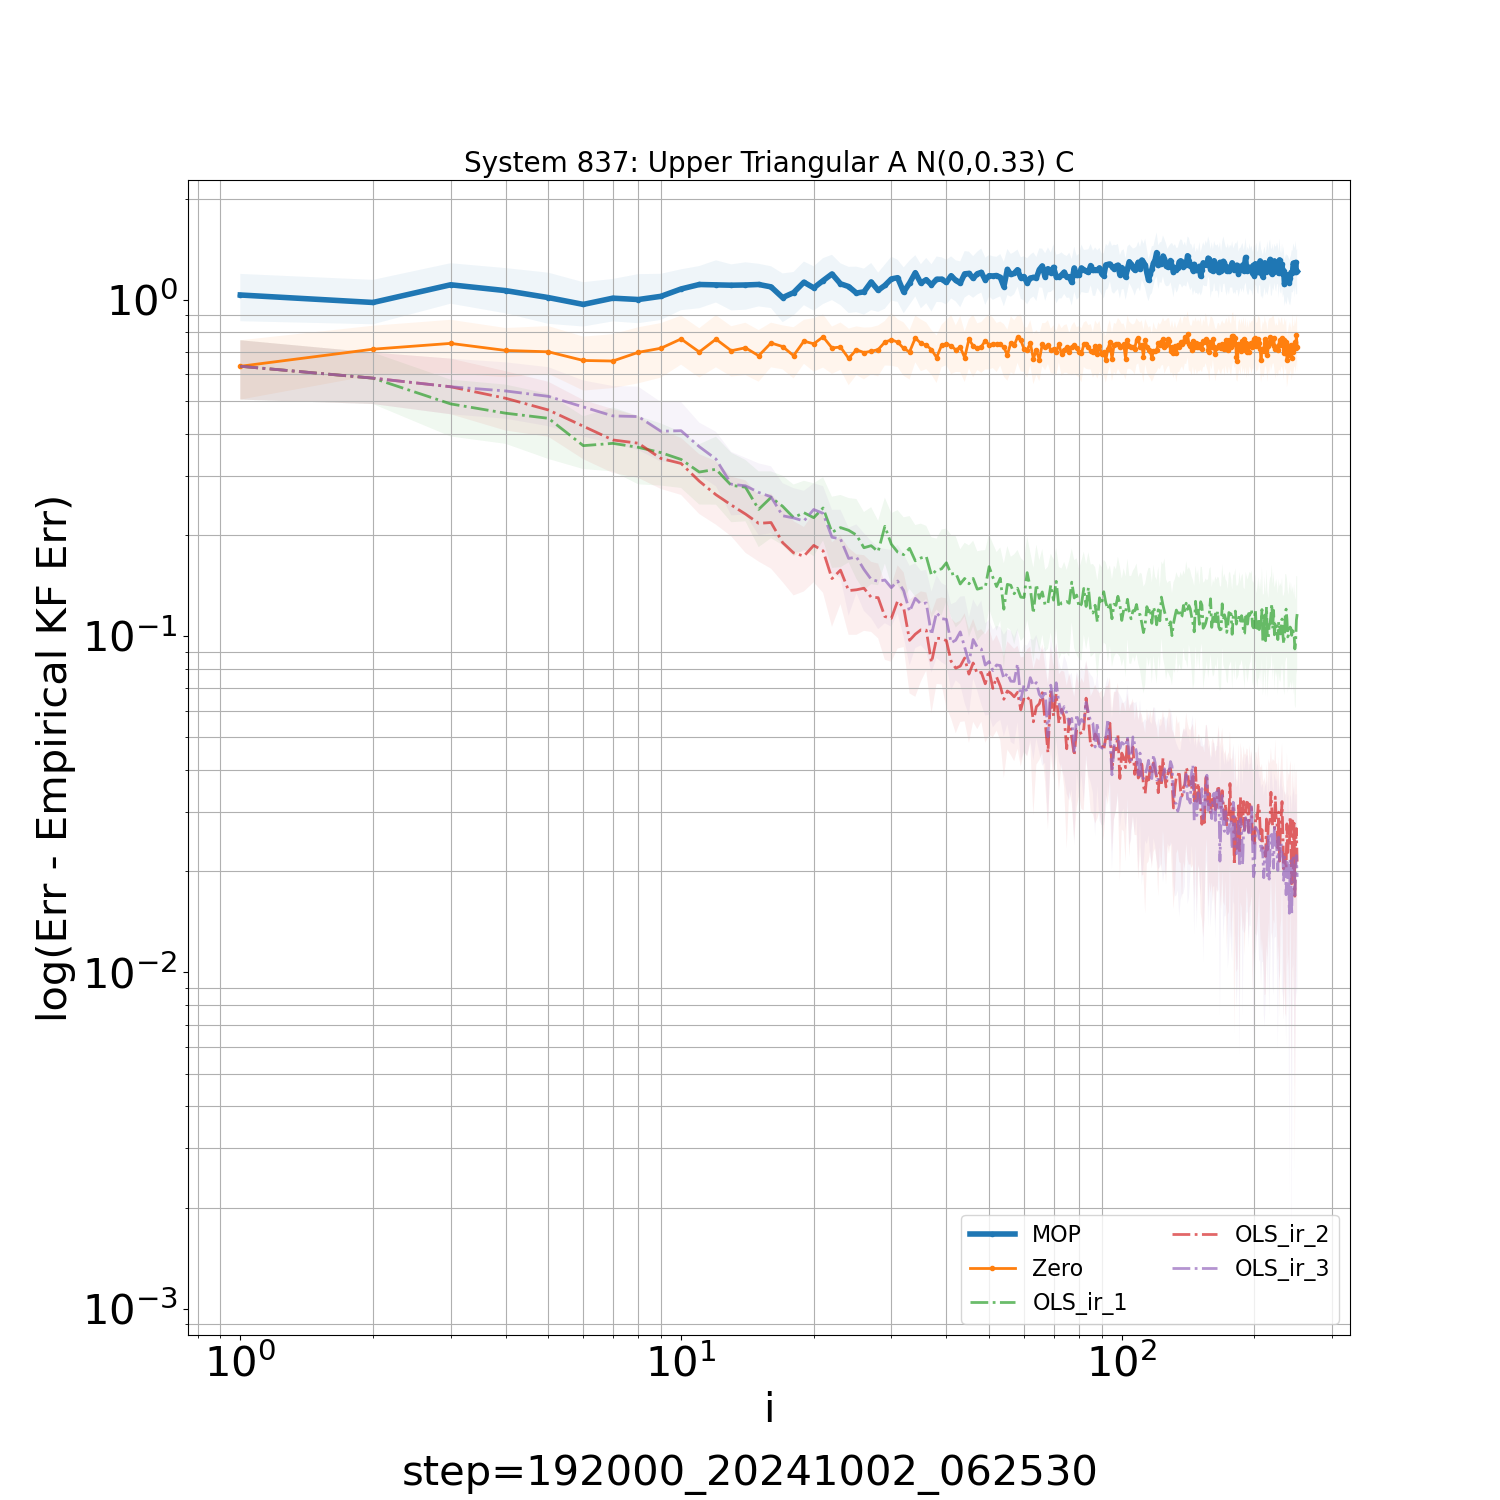 System 837: Upper Triangular A N(0,0.33) C
log(Err - Empirical KF Err)
10⁰
10⁻¹
10⁻²
10⁻³
MOP
Zero
OLS_ir_1
OLS_ir_2
OLS_ir_3
10⁰ 10¹ 10²
i
step=192000_20241002_062530